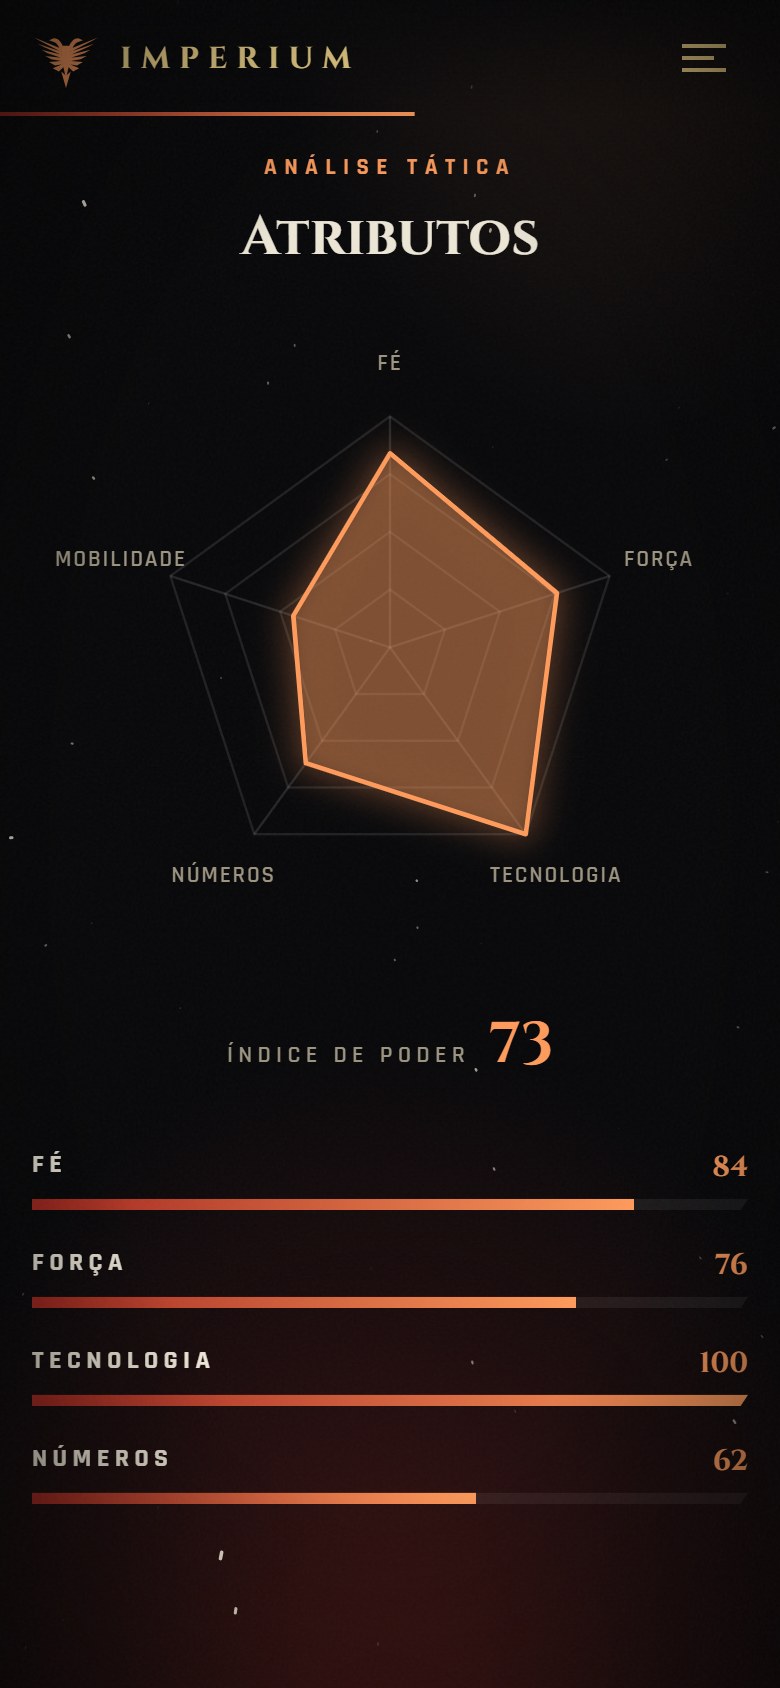 IMPERIUM
ANÁLISE TÁTICA
ATRIBUTOS
FÉ
MOBILIDADE
FORÇA
NÚMEROS
TECNOLOGIA
ÍNDICE DE PODER 73
FÉ 84
FORÇA 76
TECNOLOGIA 100
NÚMEROS 62